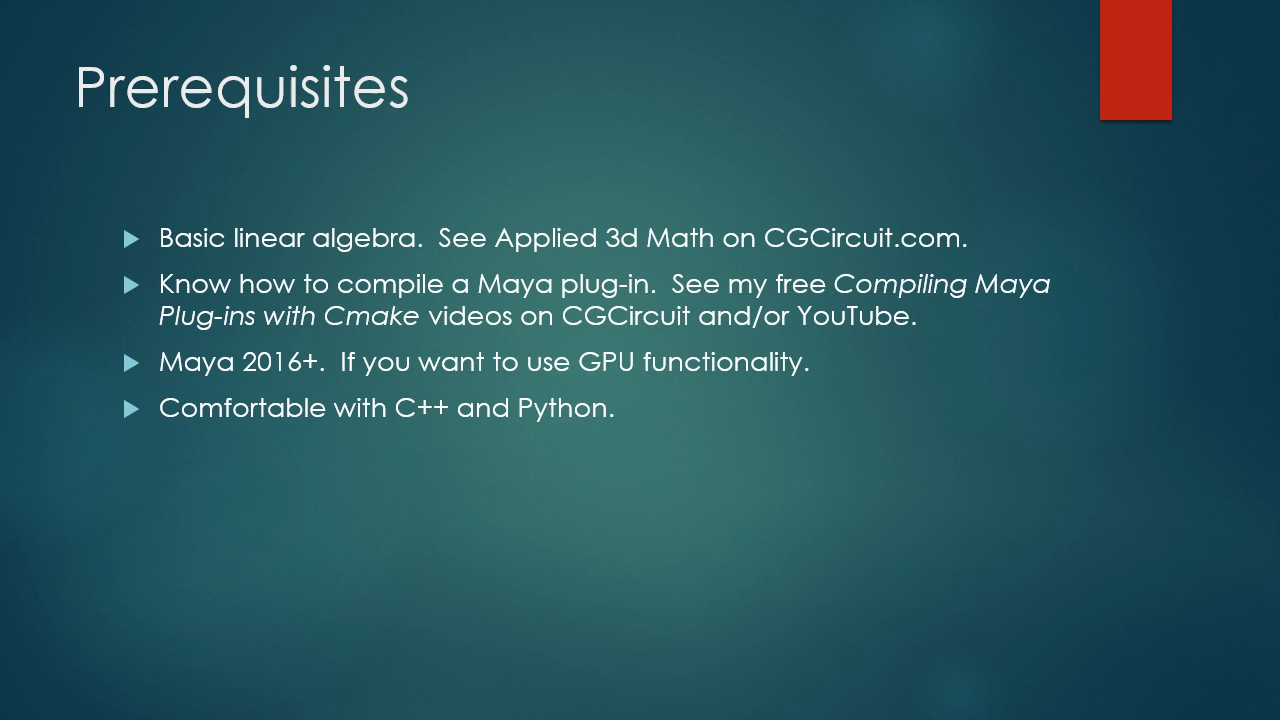 Prerequisites
Basic linear algebra.  See Applied 3d Math on CGCircuit.com.
Know how to compile a Maya plug-in.  See my free Compiling Maya
Plug-ins with Cmake videos on CGCircuit and/or YouTube.
Maya 2016+.  If you want to use GPU functionality.
Comfortable with C++ and Python.